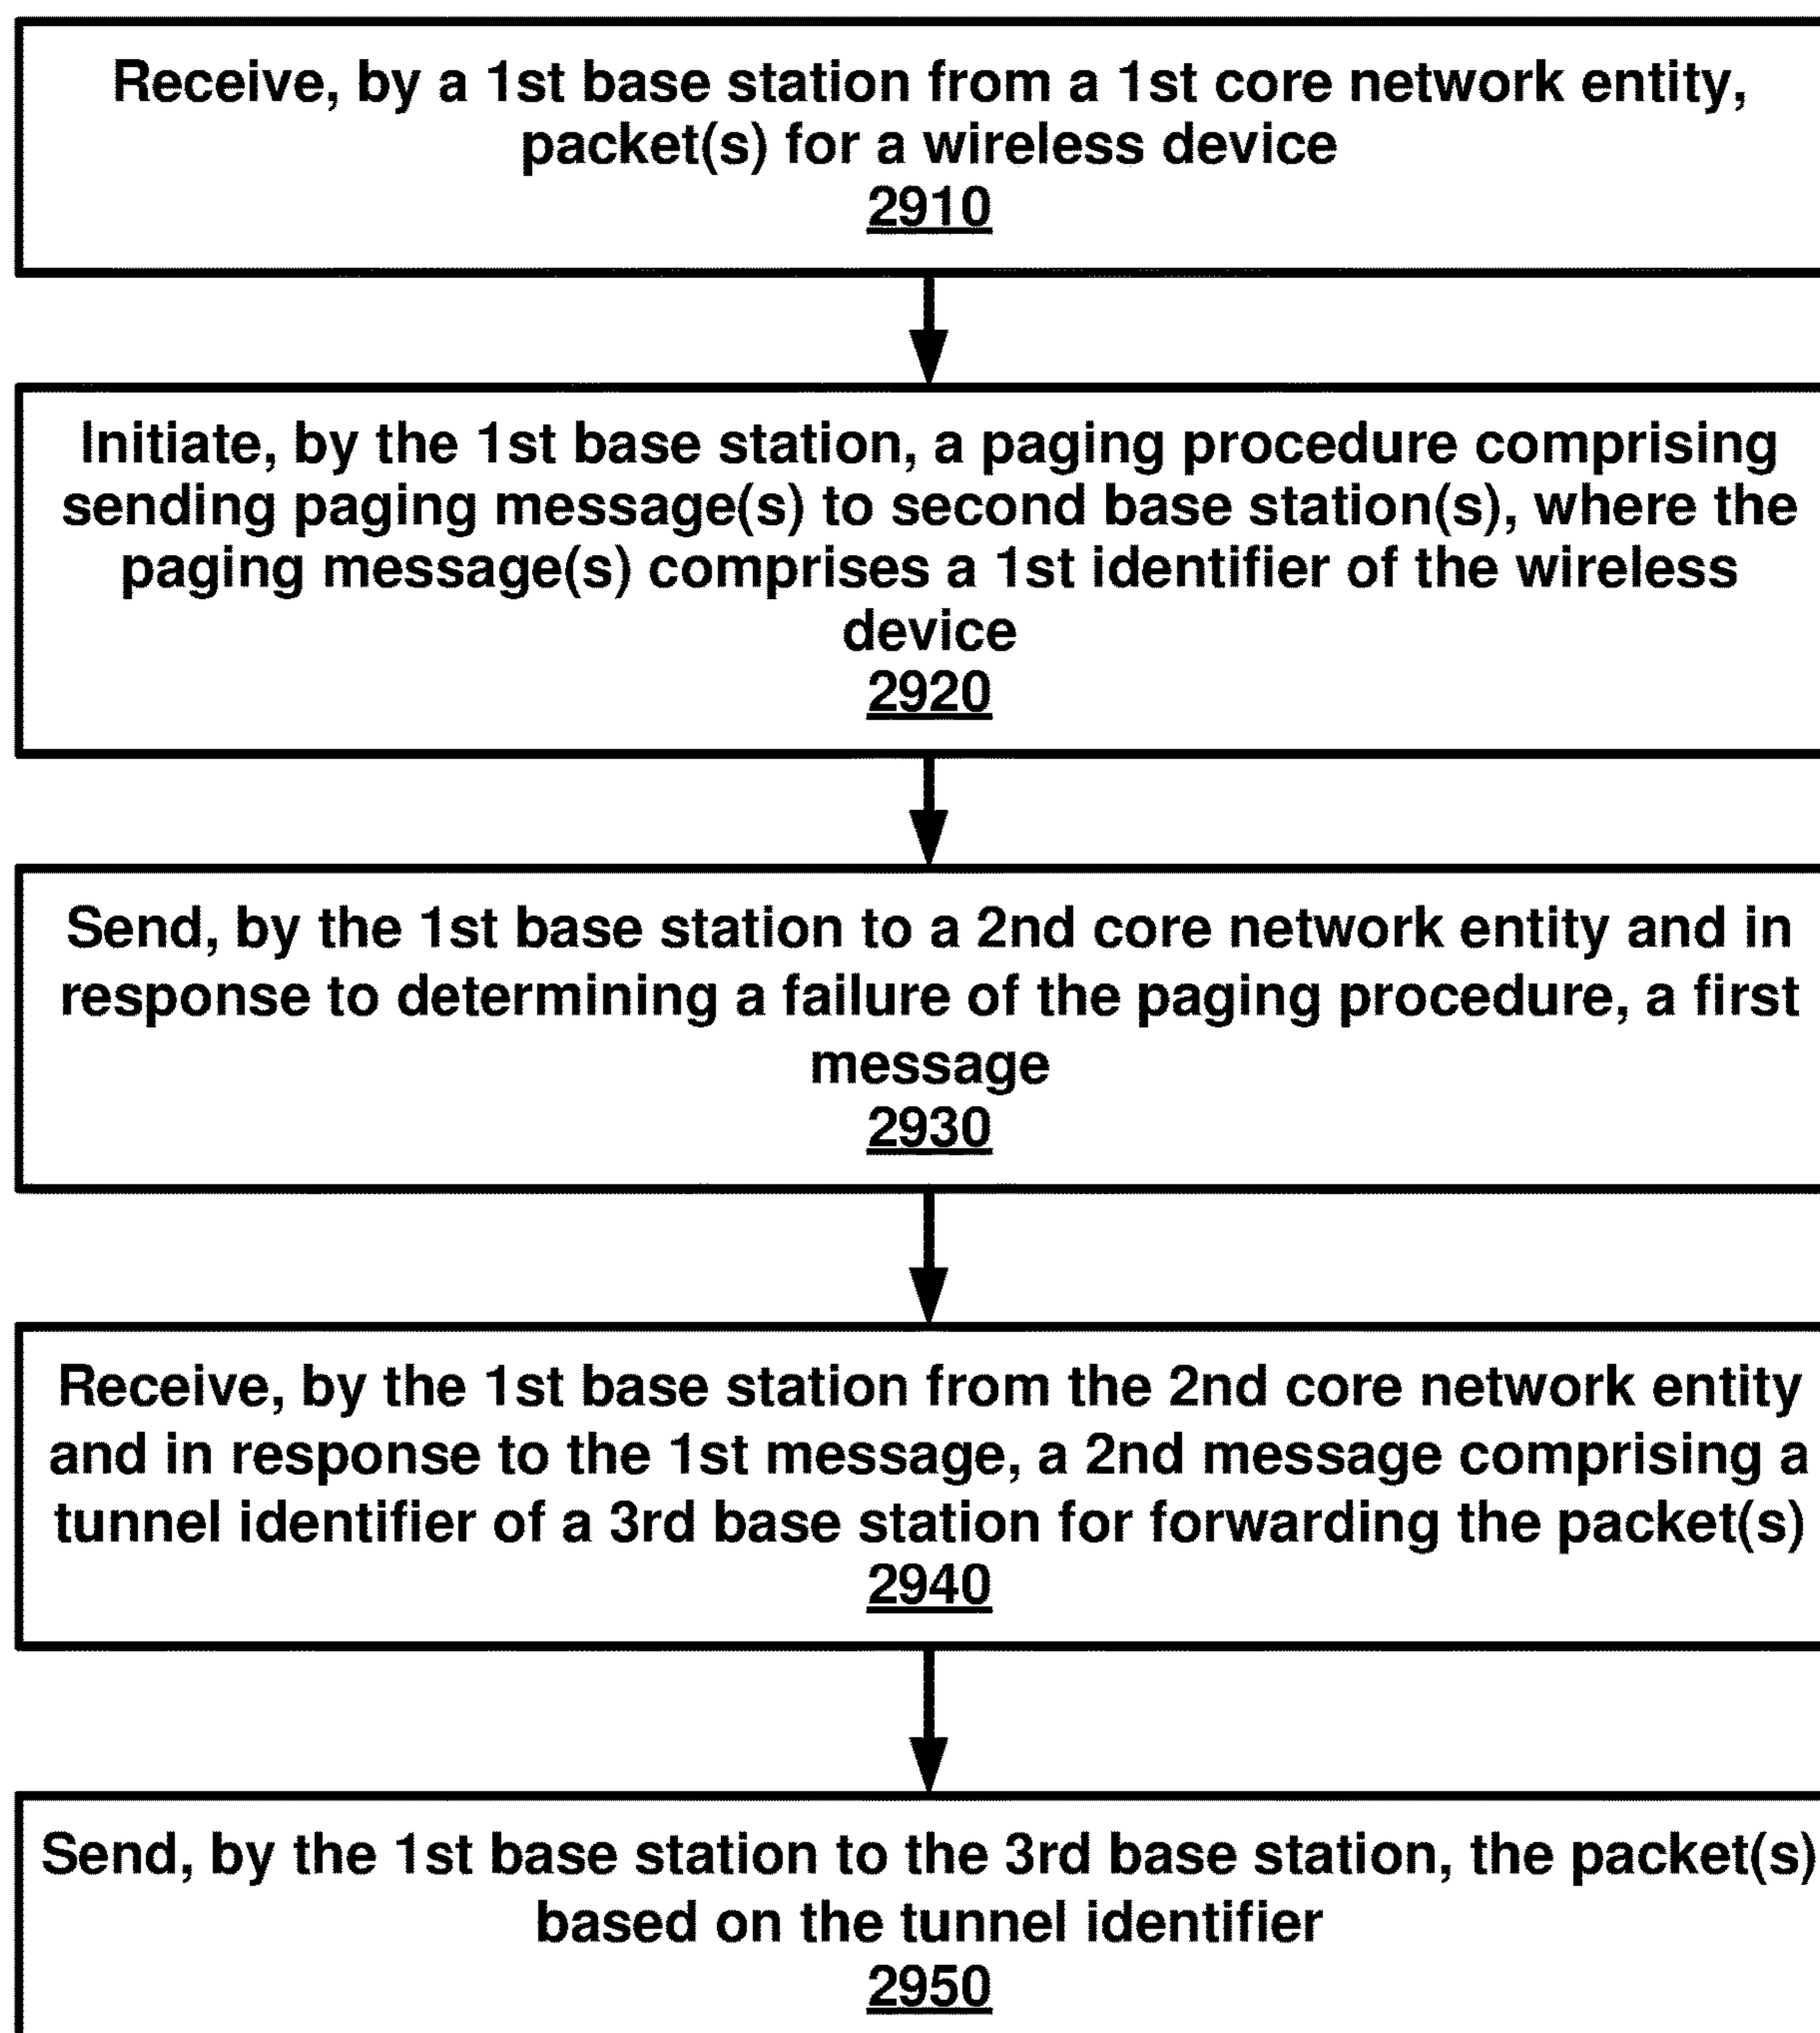 Receive, by a 1st base station from a 1st core network entity,
packet(s) for a wireless device
2910
Initiate, by the 1st base station, a paging procedure comprising
sending paging message(s) to second base station(s), where the
paging message(s) comprises a 1st identifier of the wireless
device
2920
Send, by the 1st base station to a 2nd core network entity and in
response to determining a failure of the paging procedure, a first
message
2930
Receive, by the 1st base station from the 2nd core network entity
and in response to the 1st message, a 2nd message comprising a
tunnel identifier of a 3rd base station for forwarding the packet(s)
2940
Send, by the 1st base station to the 3rd base station, the packet(s)
based on the tunnel identifier
2950